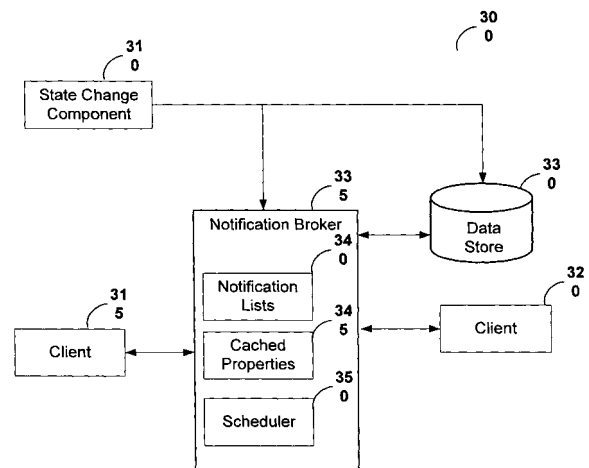 31
0
30
0
State Change
Component
33
0
33
5
Notification Broker
Data
Store
34
0
Notification
Lists
32
0
31
5
34
5
Client
Cached
Properties
Client
35
0
Scheduler